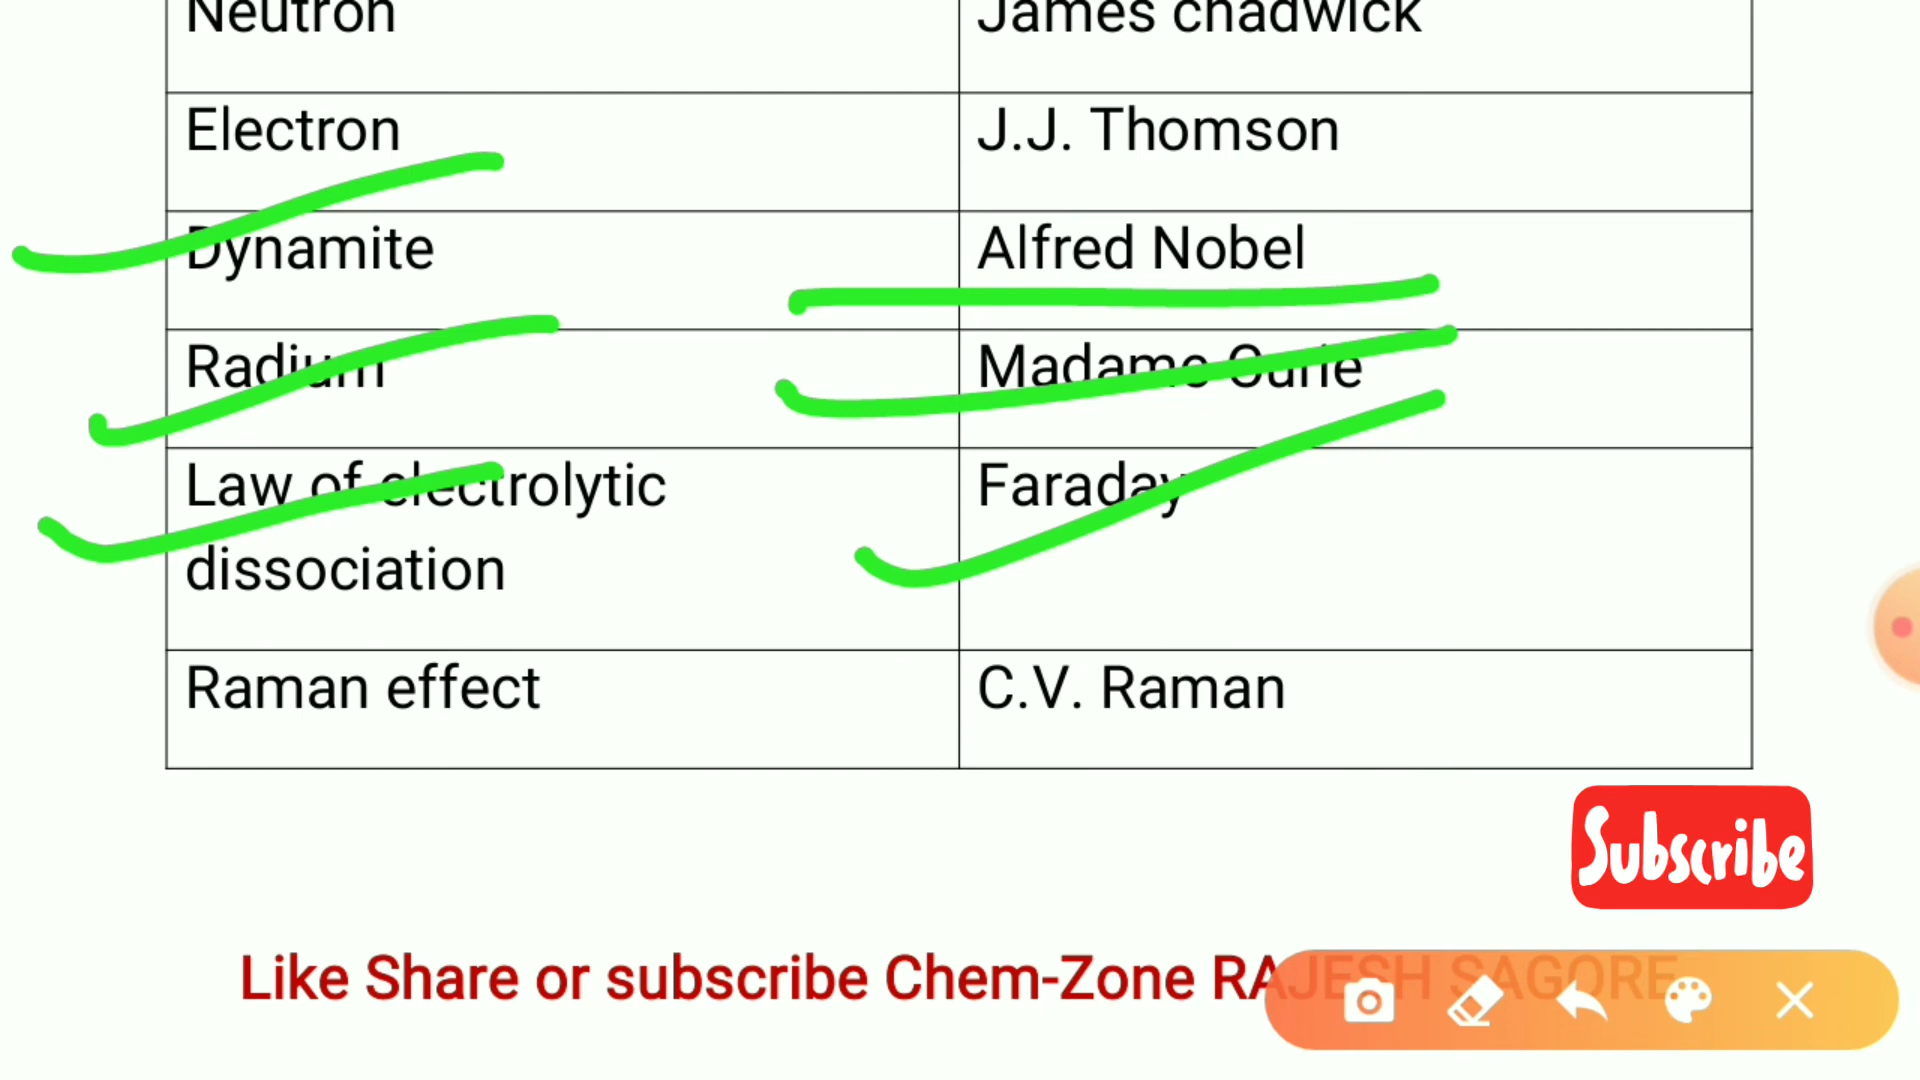 Neutron James chadwick
Electron J.J. Thomson
Dynamite Alfred Nobel
Radium Madame Curie
Law of electrolytic Faraday
dissociation
Raman effect C.V. Raman
Subscribe
Like Share or subscribe Chem-Zone RAJESH SAGORE